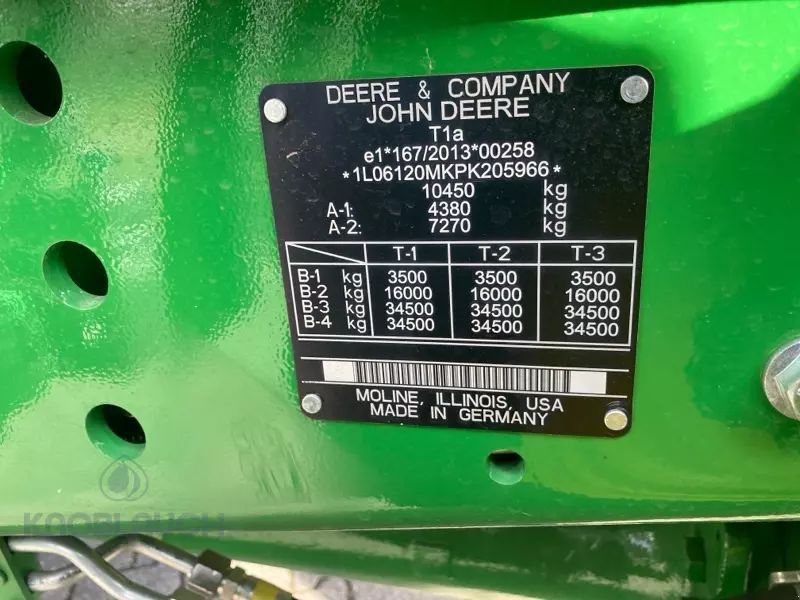 DEERE & COMPANY
JOHN DEERE
T1a
e1*167/2013*00258
*1L06120MKPK205966*
10450 kg
A-1: 4380 kg
A-2: 7270 kg
T-1 T-2 T-3
B-1 kg 3500 3500 3500
B-2 kg 16000 16000 16000
B-3 kg 34500 34500 34500
B-4 kg 34500 34500 34500
MOLINE, ILLINOIS, USA
MADE IN GERMANY